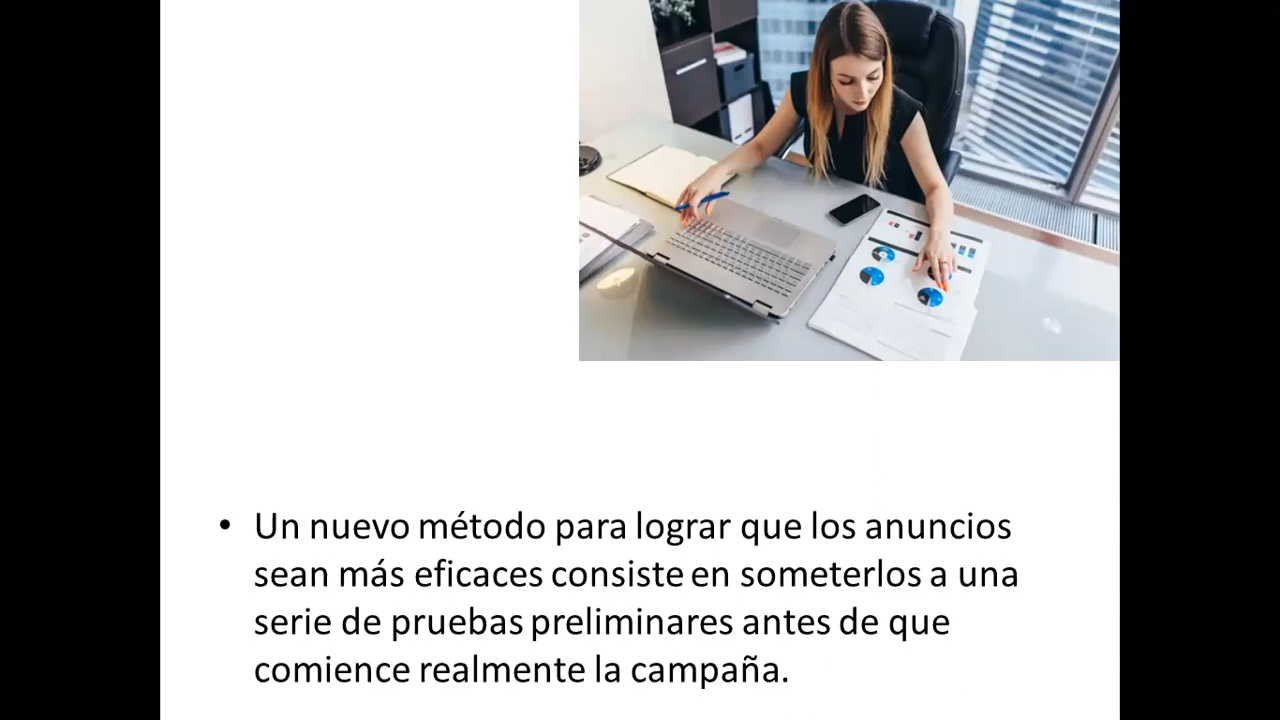 • Un nuevo método para lograr que los anuncios
sean más eficaces consiste en someterlos a una
serie de pruebas preliminares antes de que
comience realmente la campaña.